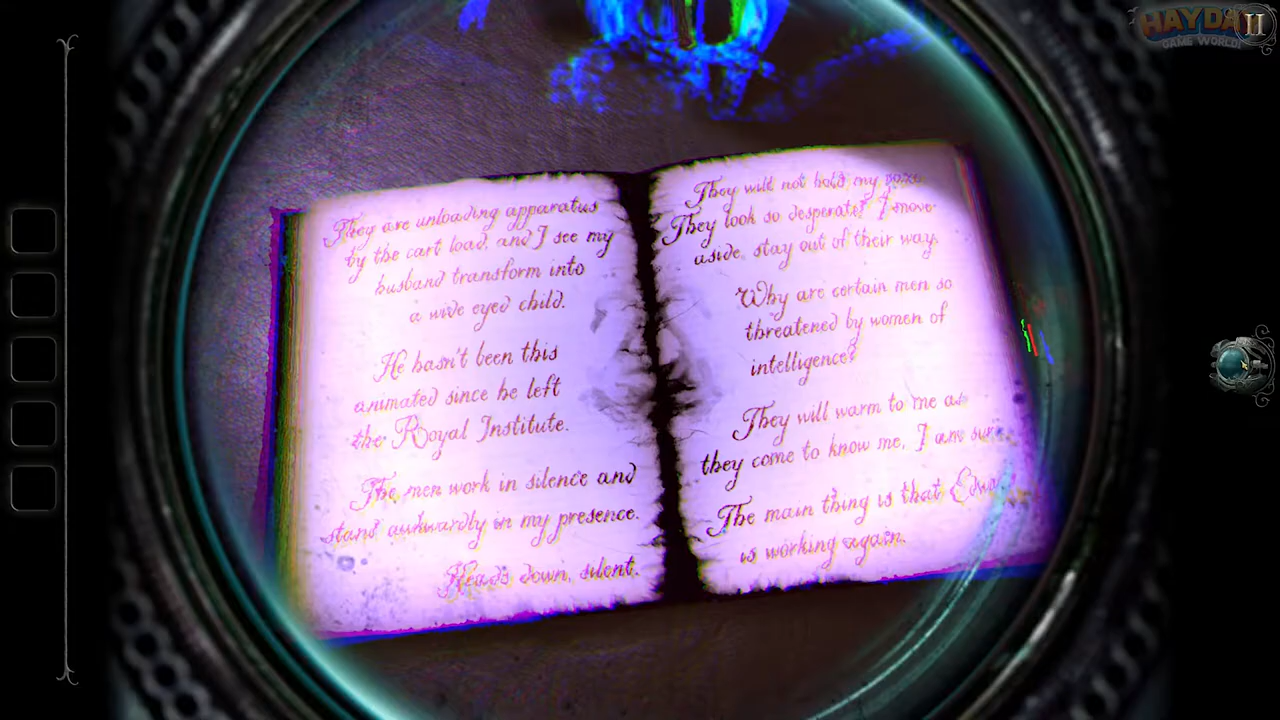 They are unloading apparatus
by the cart load, and I see my
husband transform into
a wide eyed child.
He hasn't been this
animated since he left
the Royal Institute.
The men work in silence and
stand awkwardly in my presence.
Heads down, silent.
They will not hold my
They look so desperate! I move
aside, stay out of their way.
Why are certain men so
threatened by women of
intelligence?
They will warm to me as
they come to know me, I am sure
The main thing is that
is working again.
HAYDAY
GAME WORLD!
II